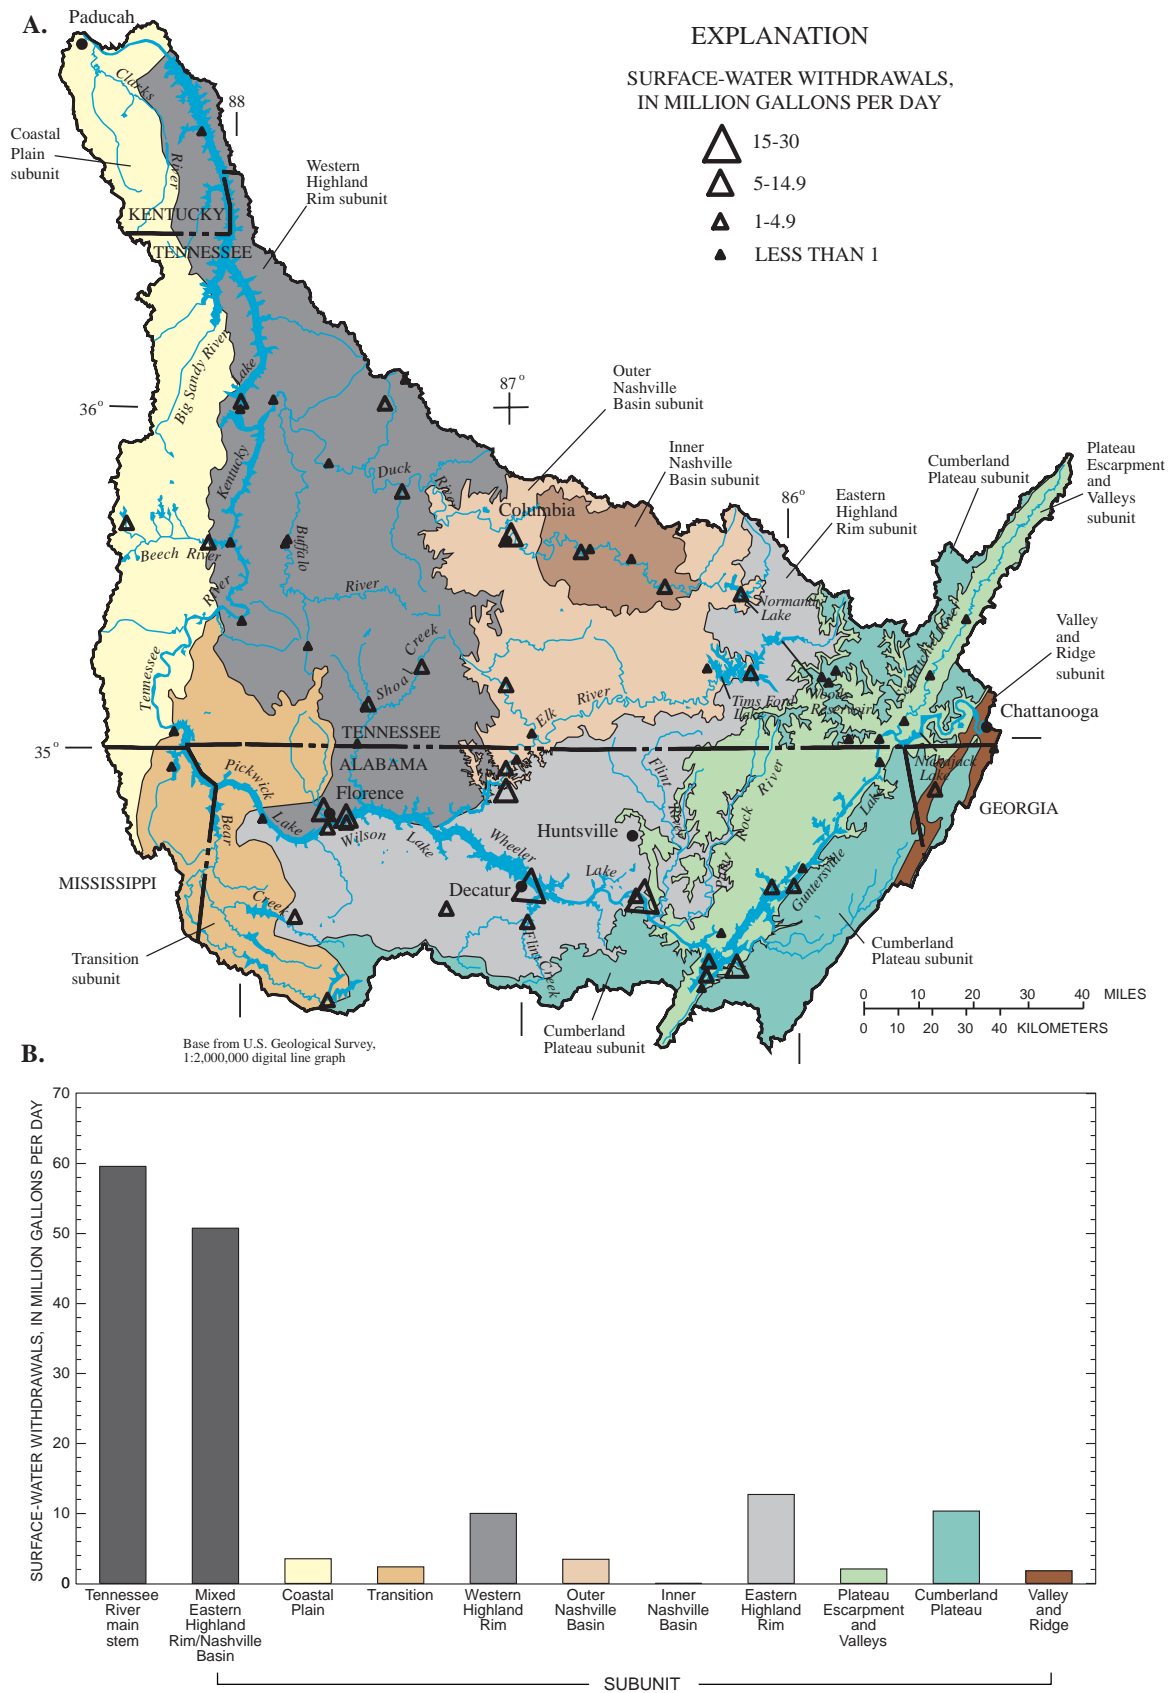 A.
Paducah
EXPLANATION
SURFACE-WATER WITHDRAWALS,
IN MILLION GALLONS PER DAY
15-30
5-14.9
1-4.9
LESS THAN 1
Clarks
River
88
Coastal
Plain
subunit
Western
Highland
Rim subunit
KENTUCKY
TENNESSEE
Big Sandy River
Kentucky
Lake
36°
87°
Outer
Nashville
Basin subunit
Inner
Nashville
Basin subunit
86°
Eastern
Highland
Rim subunit
Cumberland
Plateau subunit
Plateau
Escarpment
and
Valleys
subunit
Duck
River
Columbia
Beech River
Buffalo
River
Tennessee
River
Shoal
Creek
Normandy
Lake
Tims Ford
Lake
Woods
Reservoir
Sequatchie River
Valley
and
Ridge
subunit
Chattanooga
Elk
River
35°
TENNESSEE
ALABAMA
Nickajack
Lake
GEORGIA
Pickwick
Lake
Florence
Wilson
Lake
Wheeler
Lake
Flint
River
Paint
Rock
River
Huntsville
Decatur
Guntersville
Lake
MISSISSIPPI
Bear
Creek
Flint Creek
Transition
subunit
Cumberland
Plateau subunit
Cumberland
Plateau subunit
0 10 20 30 40 MILES
0 10 20 30 40 KILOMETERS
Base from U.S. Geological Survey,
1:2,000,000 digital line graph
B.
SURFACE-WATER WITHDRAWALS, IN MILLION GALLONS PER DAY
70
60
50
40
30
20
10
0
Tennessee
River
main
stem
Mixed
Eastern
Highland
Rim/Nashville
Basin
Coastal
Plain
Transition
Western
Highland
Rim
Outer
Nashville
Basin
Inner
Nashville
Basin
Eastern
Highland
Rim
Plateau
Escarpment
and
Valleys
Cumberland
Plateau
Valley
and
Ridge
SUBUNIT